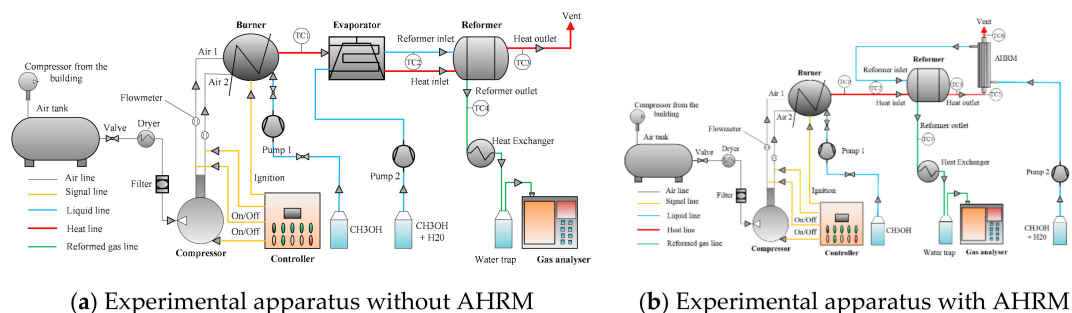 Vent
Burner
Evaporator
Reformer
TC1
Reformer inlet
Heat outlet
Air 1
TC2
TC3
Compressor from the
building
Air 2
Heat inlet
Reformer outlet
Air tank
Flowmeter
TC4
Valve
Dryer
Pump 1
Heat Exchanger
Air line
Signal line
Liquid line
Heat line
Reformed gas line
Filter
Ignition
Pump 2
On/Off
On/Off
CH3OH
CH3OH
+ H2O
Compressor
Controller
Water trap
Gas analyser
(a) Experimental apparatus without AHRM
Vent
AHRM
Reformer
Burner
Reformer inlet
Air 1
Heat inlet
Heat outlet
Compressor from the
building
Air 2
Reformer outlet
Flowmeter
Air tank
Valve
Dryer
Pump 1
Heat Exchanger
Air line
Signal line
Liquid line
Heat line
Reformed gas line
Filter
Ignition
Pump 2
On/Off
On/Off
CH3OH
CH3OH
+ H20
Compressor
Controller
Water trap
Gas analyser
(b) Experimental apparatus with AHRM